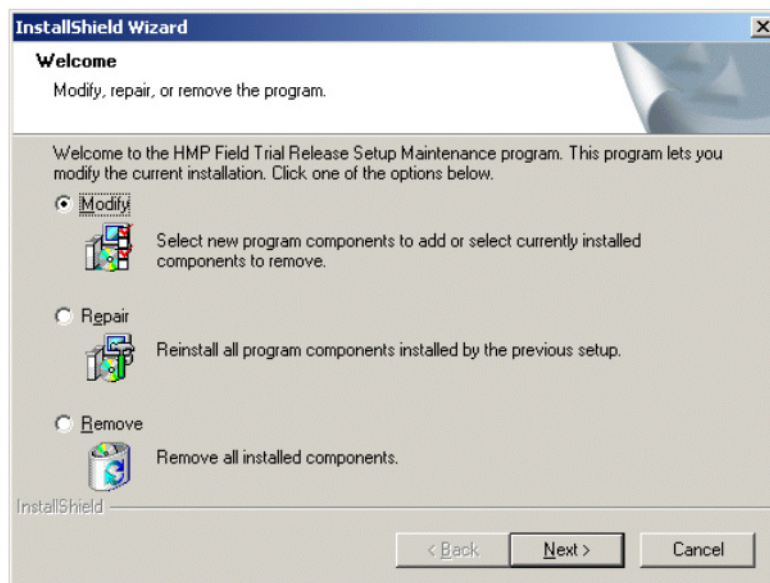 InstallShield Wizard
Welcome
Modify, repair, or remove the program.
Welcome to the HMP Field Trial Release Setup Maintenance program. This program lets you
modify the current installation. Click one of the options below.
Modify
Select new program components to add or select currently installed
components to remove.
Repair
Reinstall all program components installed by the previous setup.
Remove
Remove all installed components.
InstallShield
< Back
Next >
Cancel